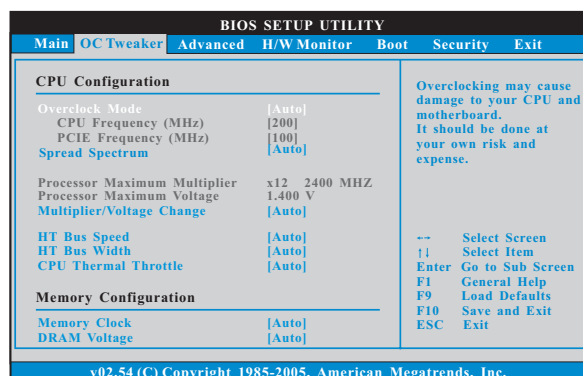 BIOS SETUP UTILITY
Main OC Tweaker Advanced H/W Monitor Boot Security Exit
CPU Configuration
Overclock Mode [Auto]
CPU Frequency (MHz) [200]
PCIE Frequency (MHz) [100]
Spread Spectrum [Auto]
Processor Maximum Multiplier x12 2400 MHZ
Processor Maximum Voltage 1.400 V
Multiplier/Voltage Change [Auto]
HT Bus Speed [Auto]
HT Bus Width [Auto]
CPU Thermal Throttle [Auto]
Memory Configuration
Memory Clock [Auto]
DRAM Voltage [Auto]
Overclocking may cause
damage to your CPU and
motherboard.
It should be done at
your own risk and
expense.
←→ Select Screen
↑↓ Select Item
Enter Go to Sub Screen
F1 General Help
F9 Load Defaults
F10 Save and Exit
ESC Exit
v02.54 (C) Copyright 1985-2005, American Megatrends, Inc.